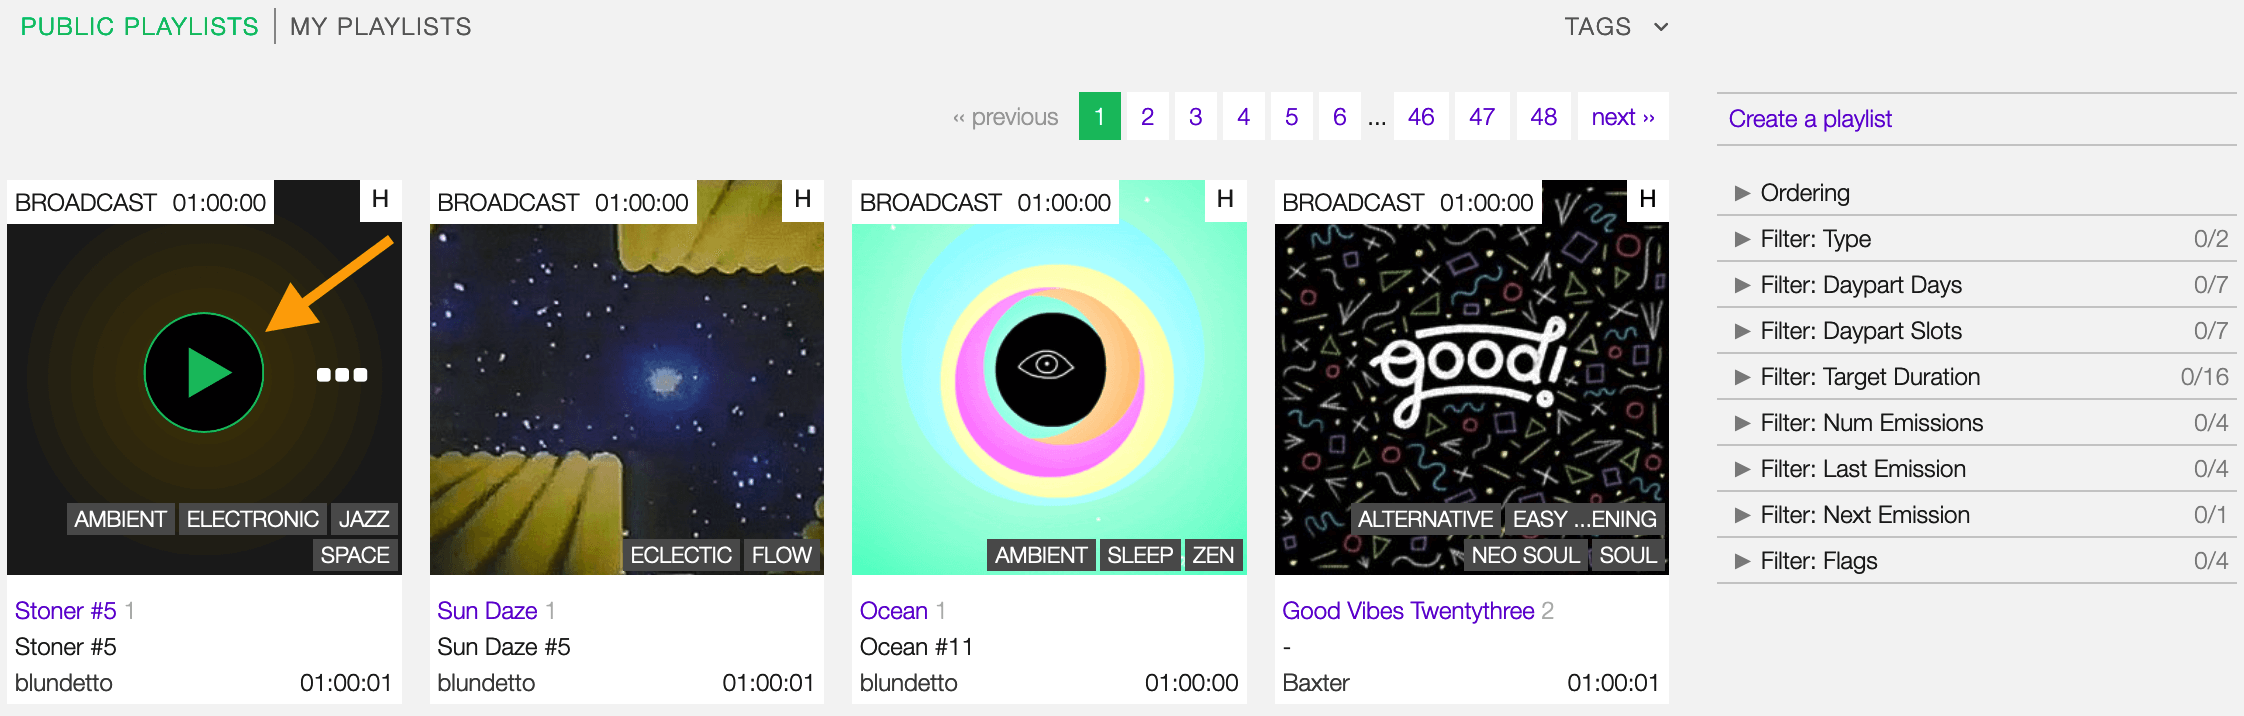 PUBLIC PLAYLISTS | MY PLAYLISTS
TAGS
‹‹ previous 1 2 3 4 5 6 ... 46 47 48 next ››
Create a playlist
BROADCAST 01:00:00 H
AMBIENT ELECTRONIC JAZZ
SPACE
Stoner #5 1
Stoner #5
blundetto 01:00:01
BROADCAST 01:00:00 H
ECLECTIC FLOW
Sun Daze 1
Sun Daze #5
blundetto 01:00:01
BROADCAST 01:00:00 H
AMBIENT SLEEP ZEN
Ocean 1
Ocean #11
blundetto 01:00:00
BROADCAST 01:00:00 H
good!
ALTERNATIVE EASY ...ENING
NEO SOUL SOUL
Good Vibes Twentythree 2
-
Baxter 01:00:01
Ordering
Filter: Type 0/2
Filter: Daypart Days 0/7
Filter: Daypart Slots 0/7
Filter: Target Duration 0/16
Filter: Num Emissions 0/4
Filter: Last Emission 0/4
Filter: Next Emission 0/1
Filter: Flags 0/4